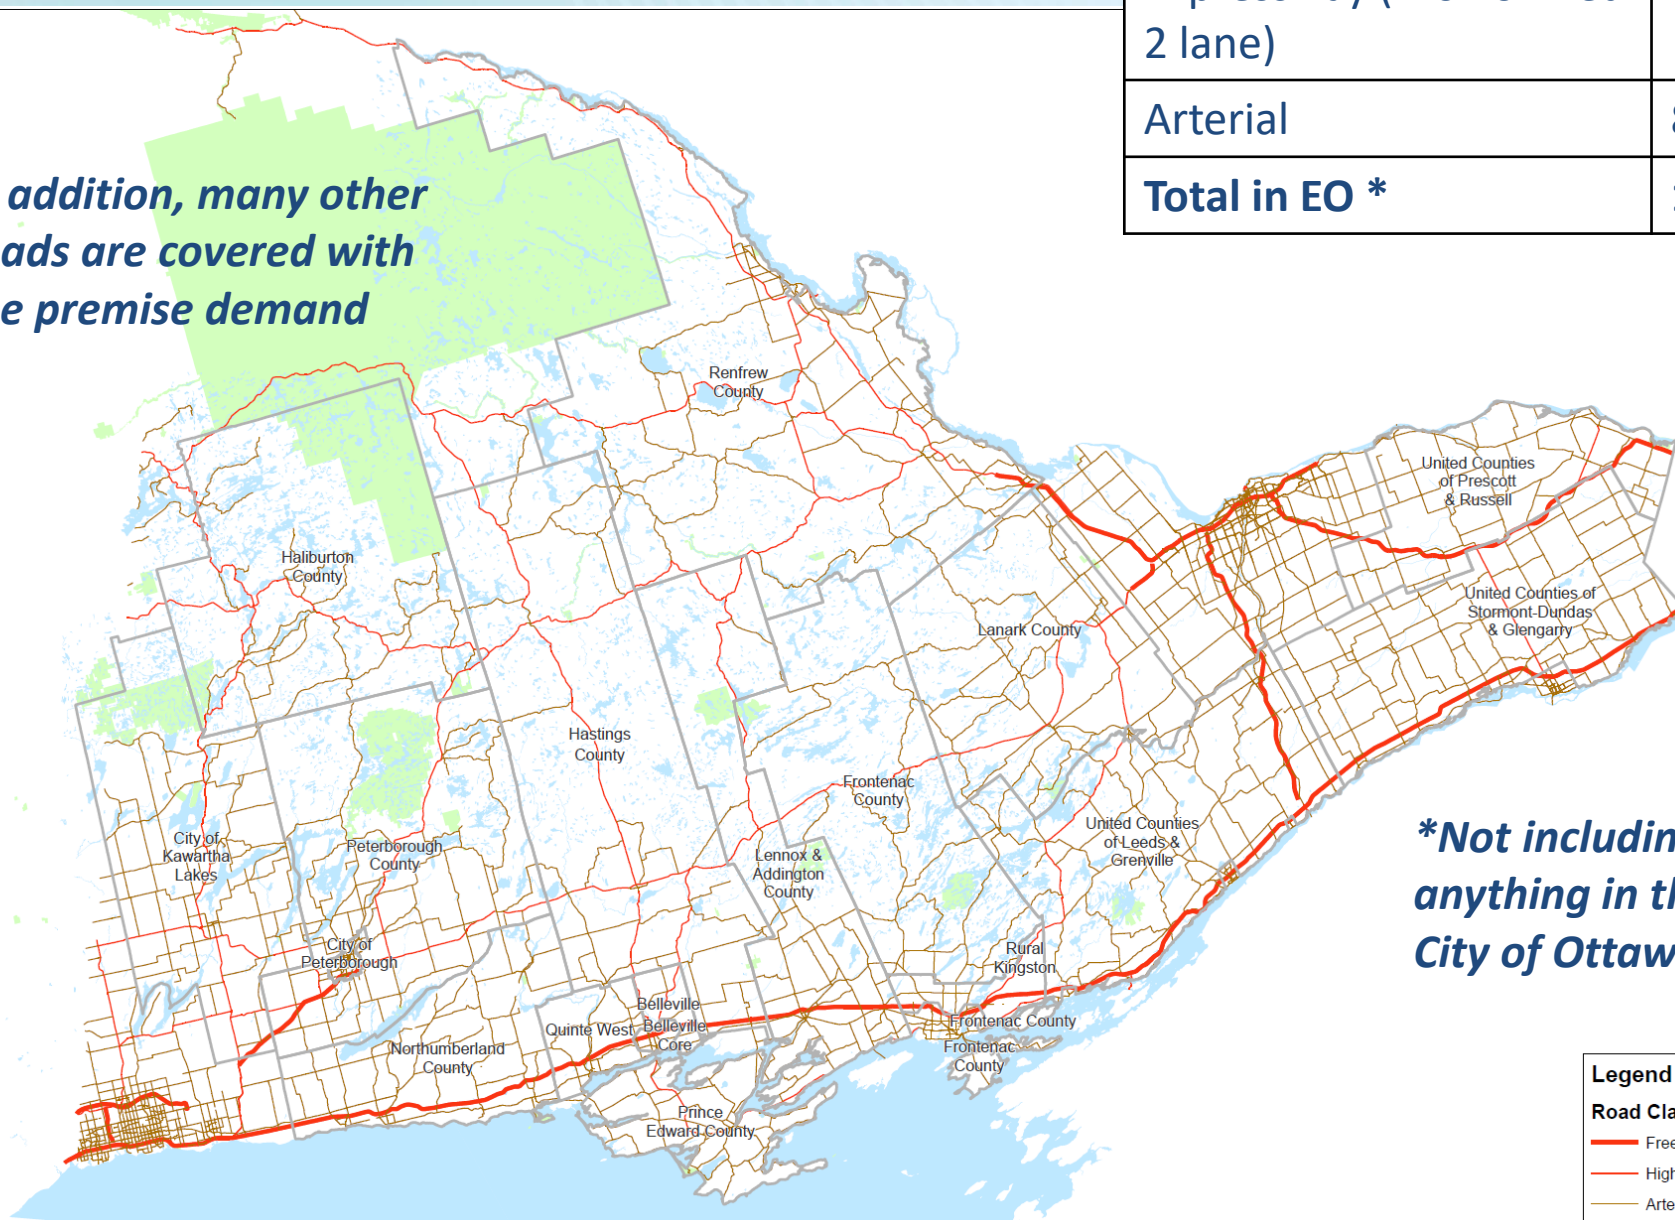 2 lane)
Arterial
Total in EO *
addition, many other
ads are covered with
e premise demand
Renfrew
County
United Counties
of Prescott
& Russell
Haliburton
County
United Counties of
Stormont-Dundas
& Glengarry
Lanark County
Hastings
County
Frontenac
County
City of
Kawartha
Lakes
Peterborough
County
United Counties
of Leeds &
Grenville
Lennox &
Addington
County
*Not includin
anything in th
City of Ottaw
City of
Peterborough
Rural
Kingston
Belleville
Quinte West
Belleville
Core
Frontenac County
Northumberland
County
Frontenac
County
Prince
Edward County
Legend
Road Cla
Free
High
Arte